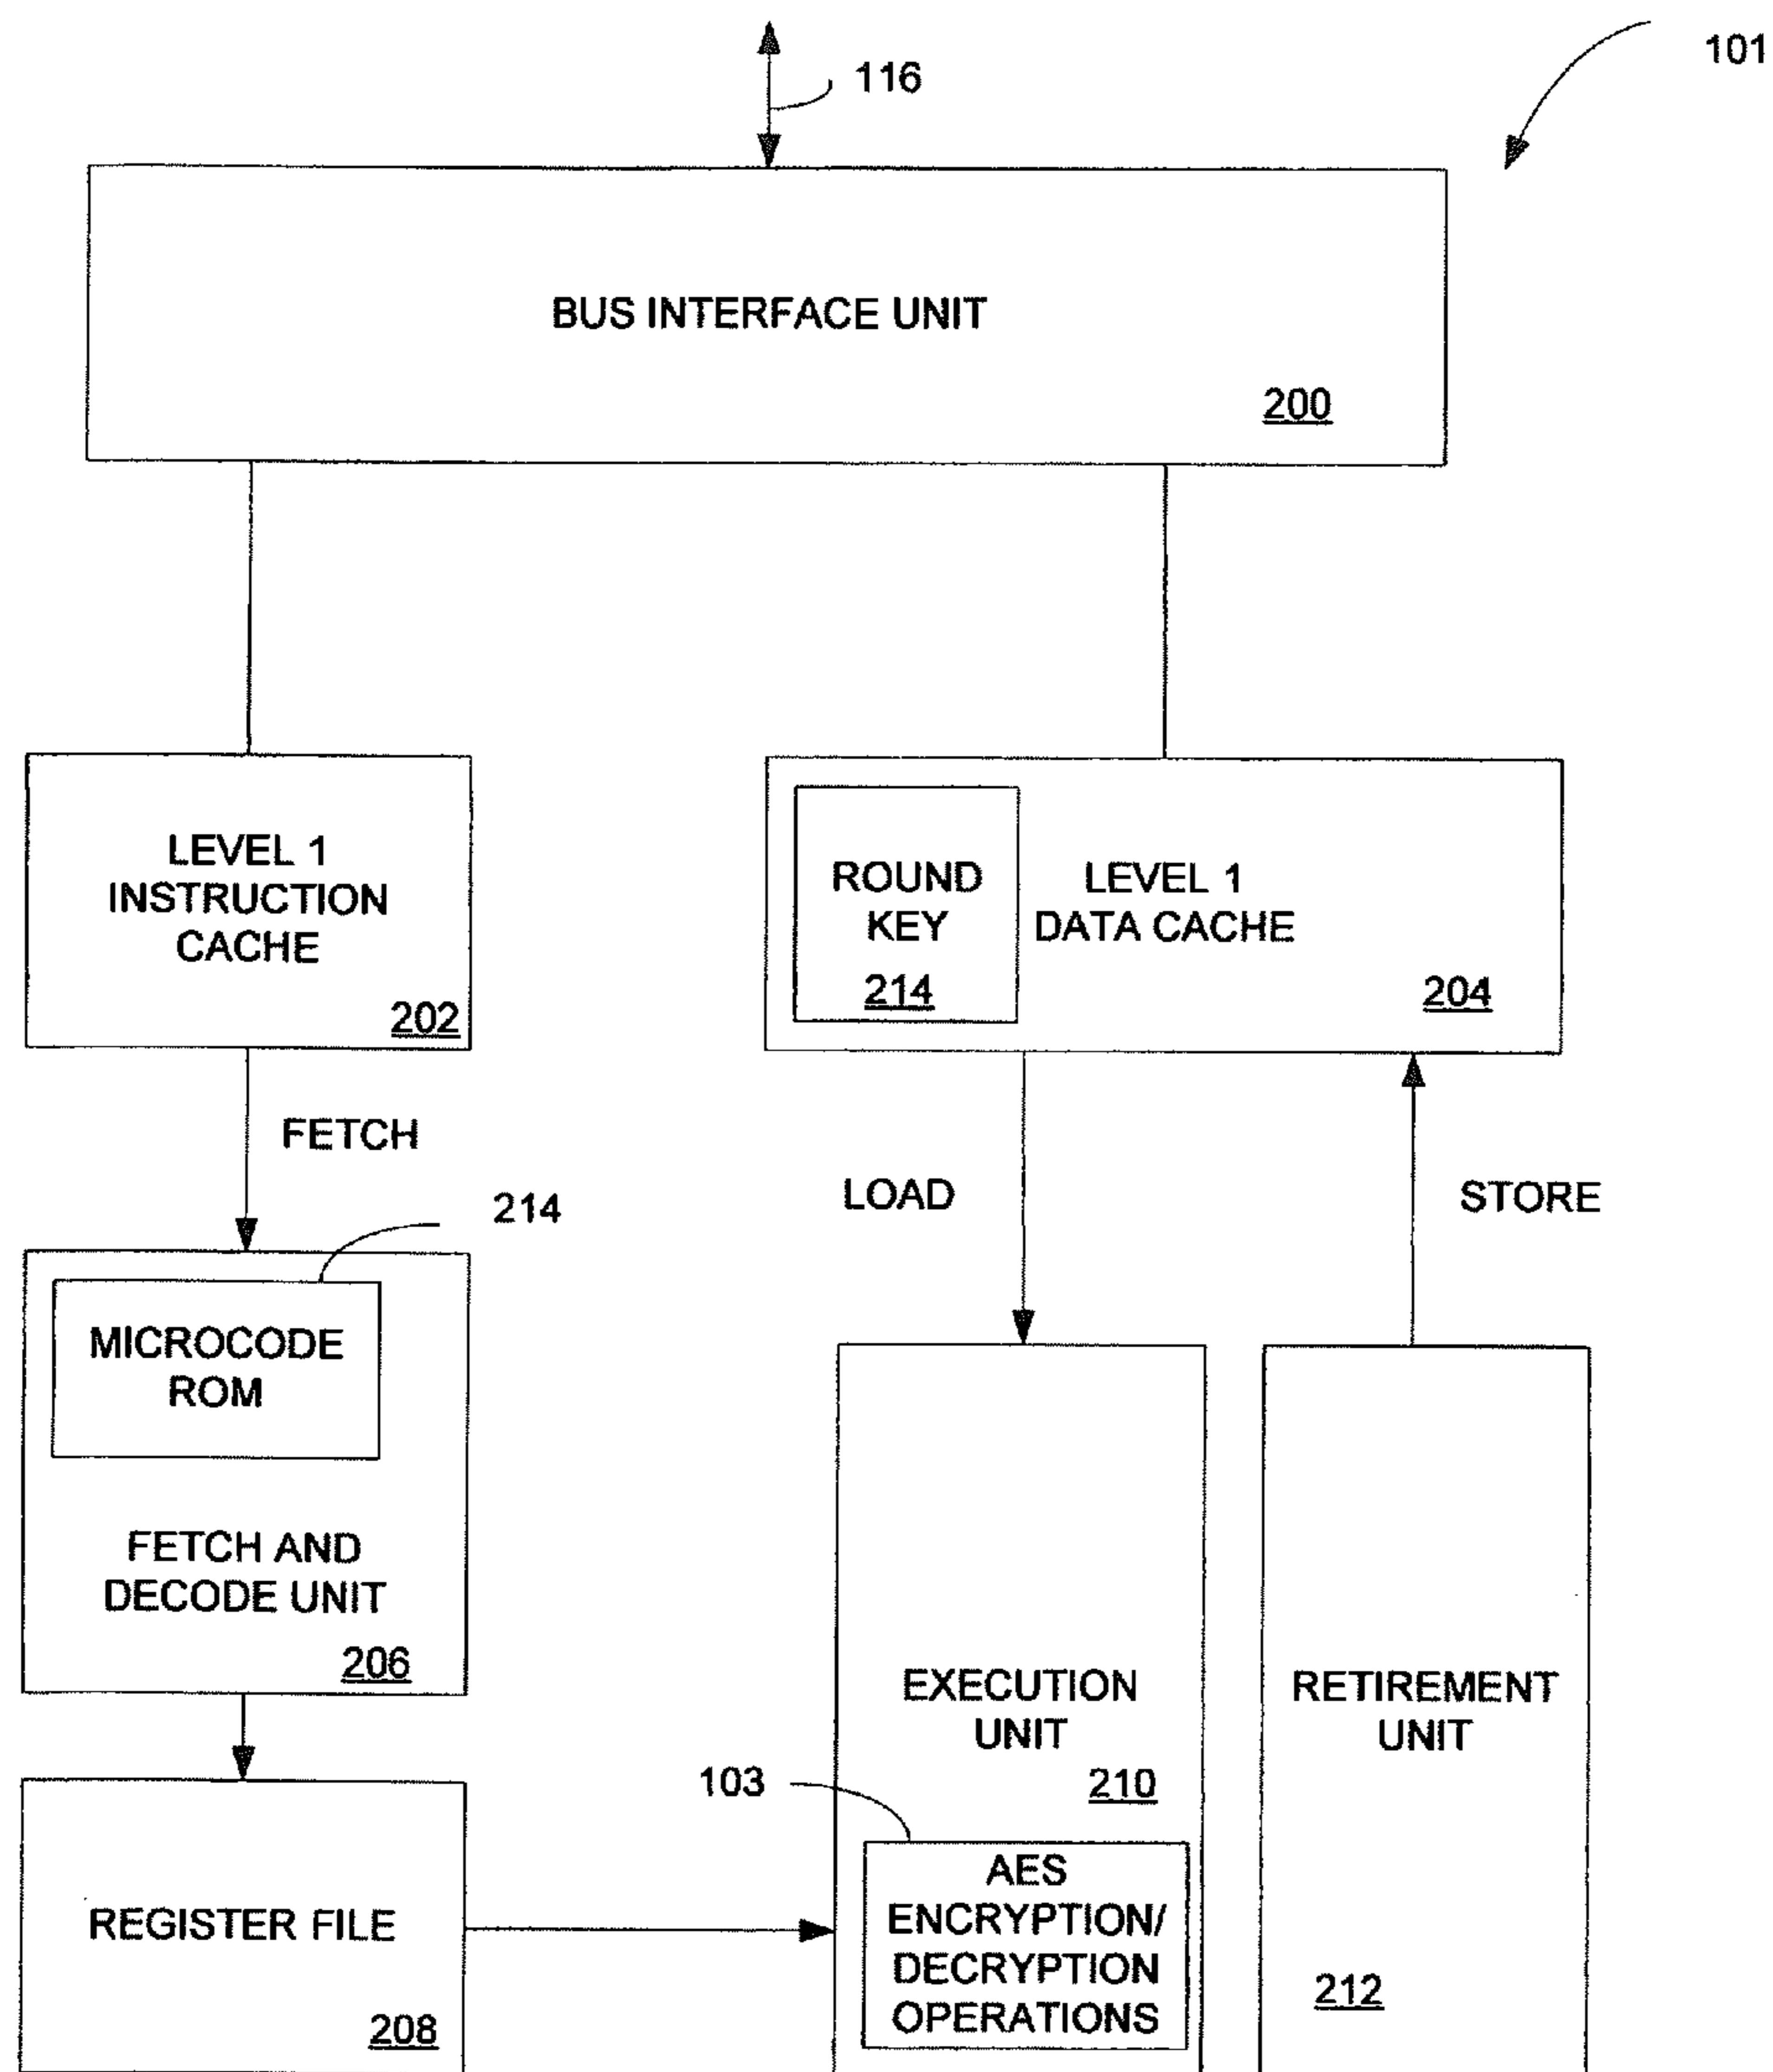 116
101
BUS INTERFACE UNIT
200
LEVEL 1
INSTRUCTION
CACHE
202
ROUND
KEY
214
LEVEL 1
DATA CACHE
204
FETCH
LOAD
STORE
214
MICROCODE
ROM
FETCH AND
DECODE UNIT
206
EXECUTION
UNIT
210
RETIREMENT
UNIT
212
103
AES
ENCRYPTION/
DECRYPTION
OPERATIONS
REGISTER FILE
208